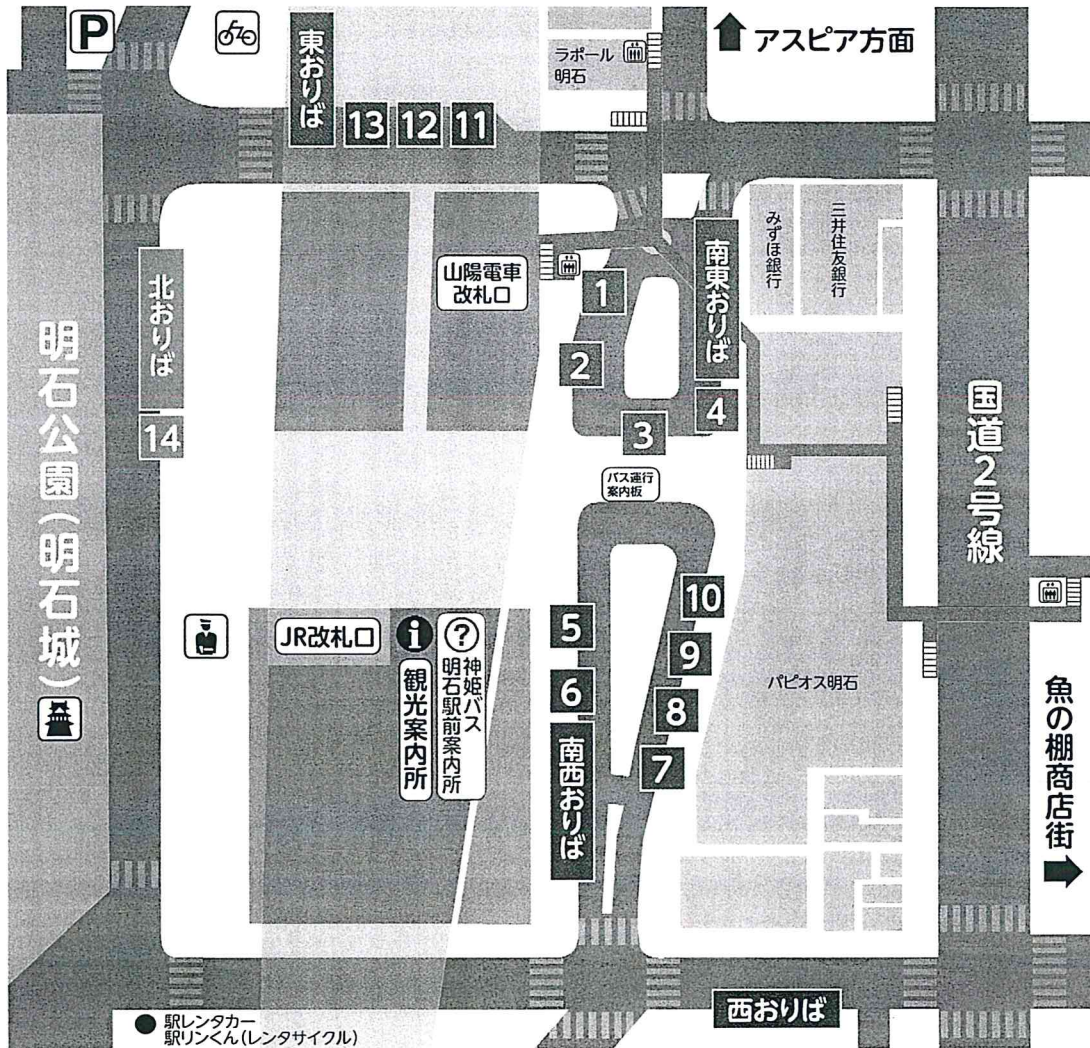 P
東おりば
13
12
11
ラポール
明石
アスピア方面
山陽電車
改札口
1
2
3
4
南東おりば
みずほ銀行
三井住友銀行
北おりば
14
明石公園(明石城)
国道2号線
バス運行
案内板
JR改札口
i
観光案内所
?
神姫バス
明石駅前案内所
5
6
南西おりば
10
9
8
7
パピオス明石
魚の棚商店街
西おりば
駅レンタカー
駅リンくん(レンタサイクル)